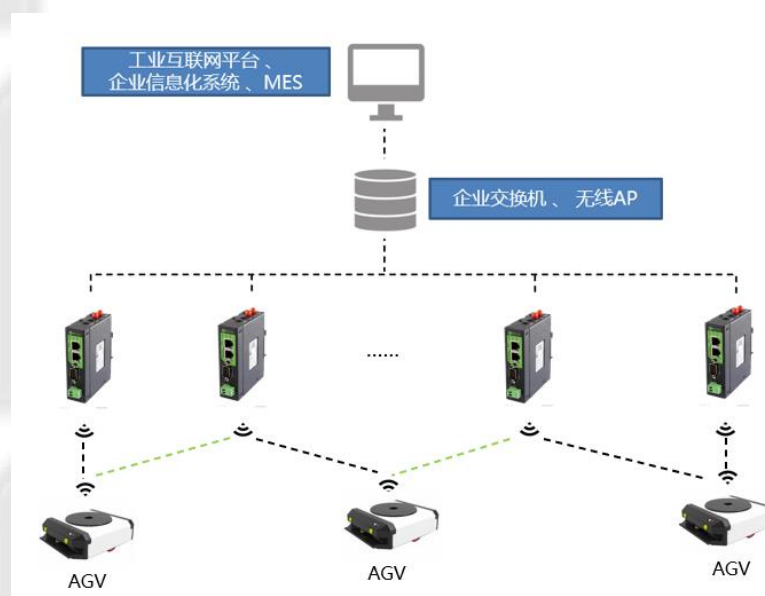 工业互联网平台 、
企业信息化系统 、MES
企业交换机 、 无线AP
......
AGV
AGV
AGV